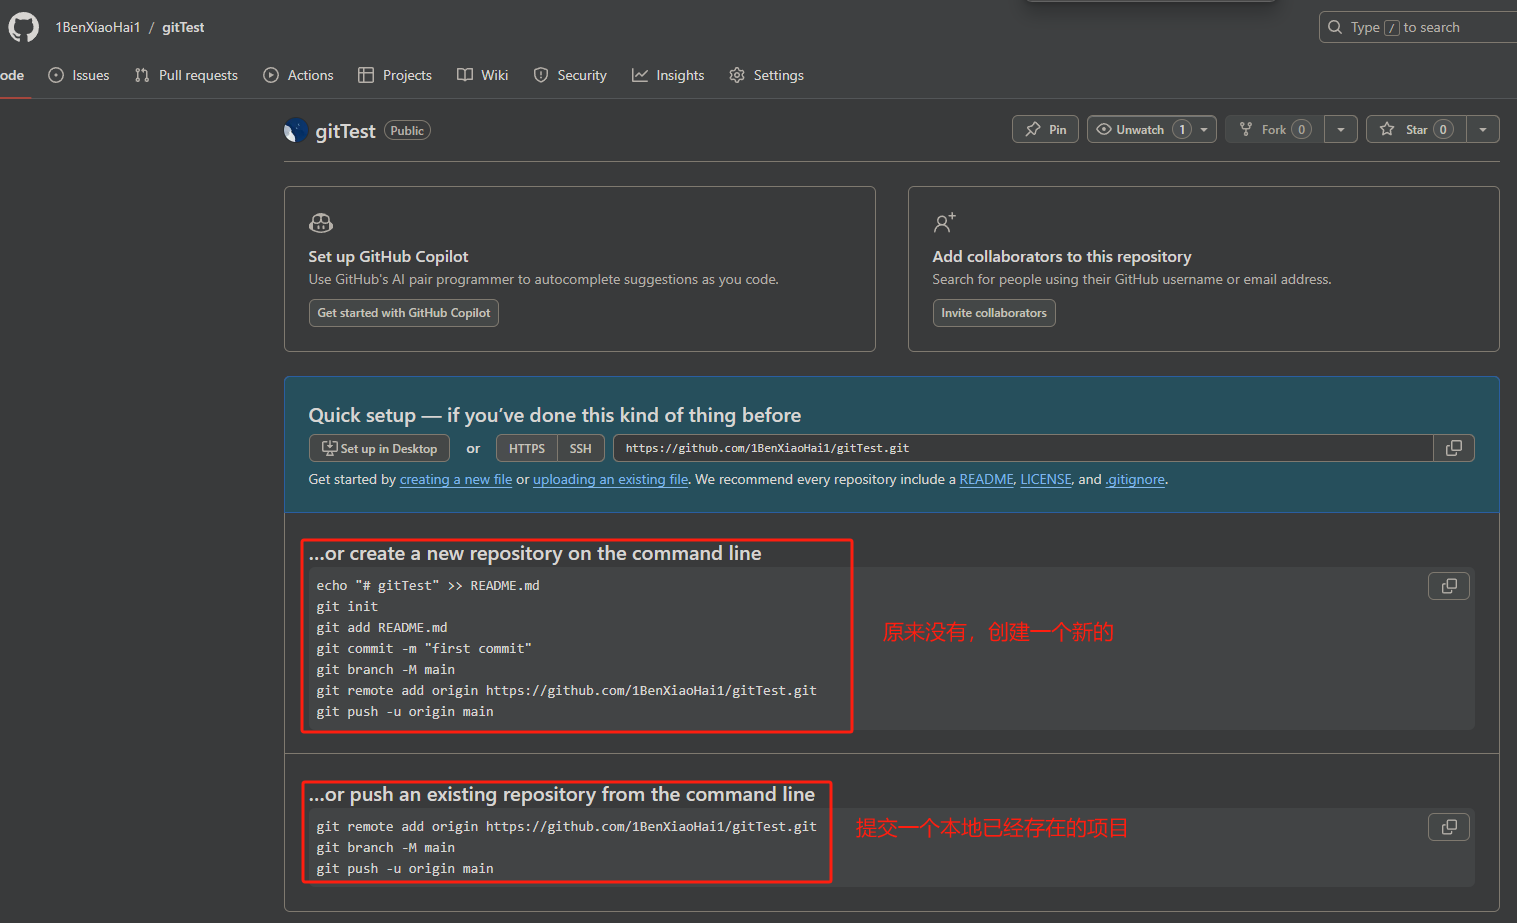 1BenXiaoHai1 / gitTest
Type / to search
ode Issues Pull requests Actions Projects Wiki Security Insights Settings
gitTest Public
Pin Unwatch 1 Fork 0 Star 0
Set up GitHub Copilot
Use GitHub's AI pair programmer to autocomplete suggestions as you code.
Get started with GitHub Copilot
Add collaborators to this repository
Search for people using their GitHub username or email address.
Invite collaborators
Quick setup — if you’ve done this kind of thing before
Set up in Desktop or HTTPS SSH https://github.com/1BenXiaoHai1/gitTest.git
Get started by creating a new file or uploading an existing file. We recommend every repository include a README, LICENSE, and .gitignore.
…or create a new repository on the command line
echo "# gitTest" >> README.md
git init
git add README.md
git commit -m "first commit"
git branch -M main
git remote add origin https://github.com/1BenXiaoHai1/gitTest.git
git push -u origin main
原来没有，创建一个新的
…or push an existing repository from the command line
git remote add origin https://github.com/1BenXiaoHai1/gitTest.git
git branch -M main
git push -u origin main
提交一个本地已经存在的项目